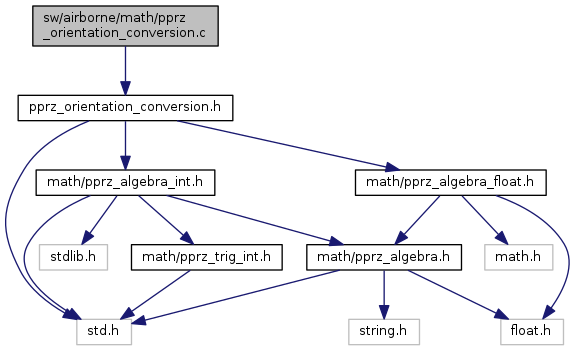 sw/airborne/math/pprz
_orientation_conversion.c
pprz_orientation_conversion.h
math/pprz_algebra_int.h
math/pprz_algebra_float.h
stdlib.h
math/pprz_trig_int.h
math/pprz_algebra.h
math.h
std.h
string.h
float.h